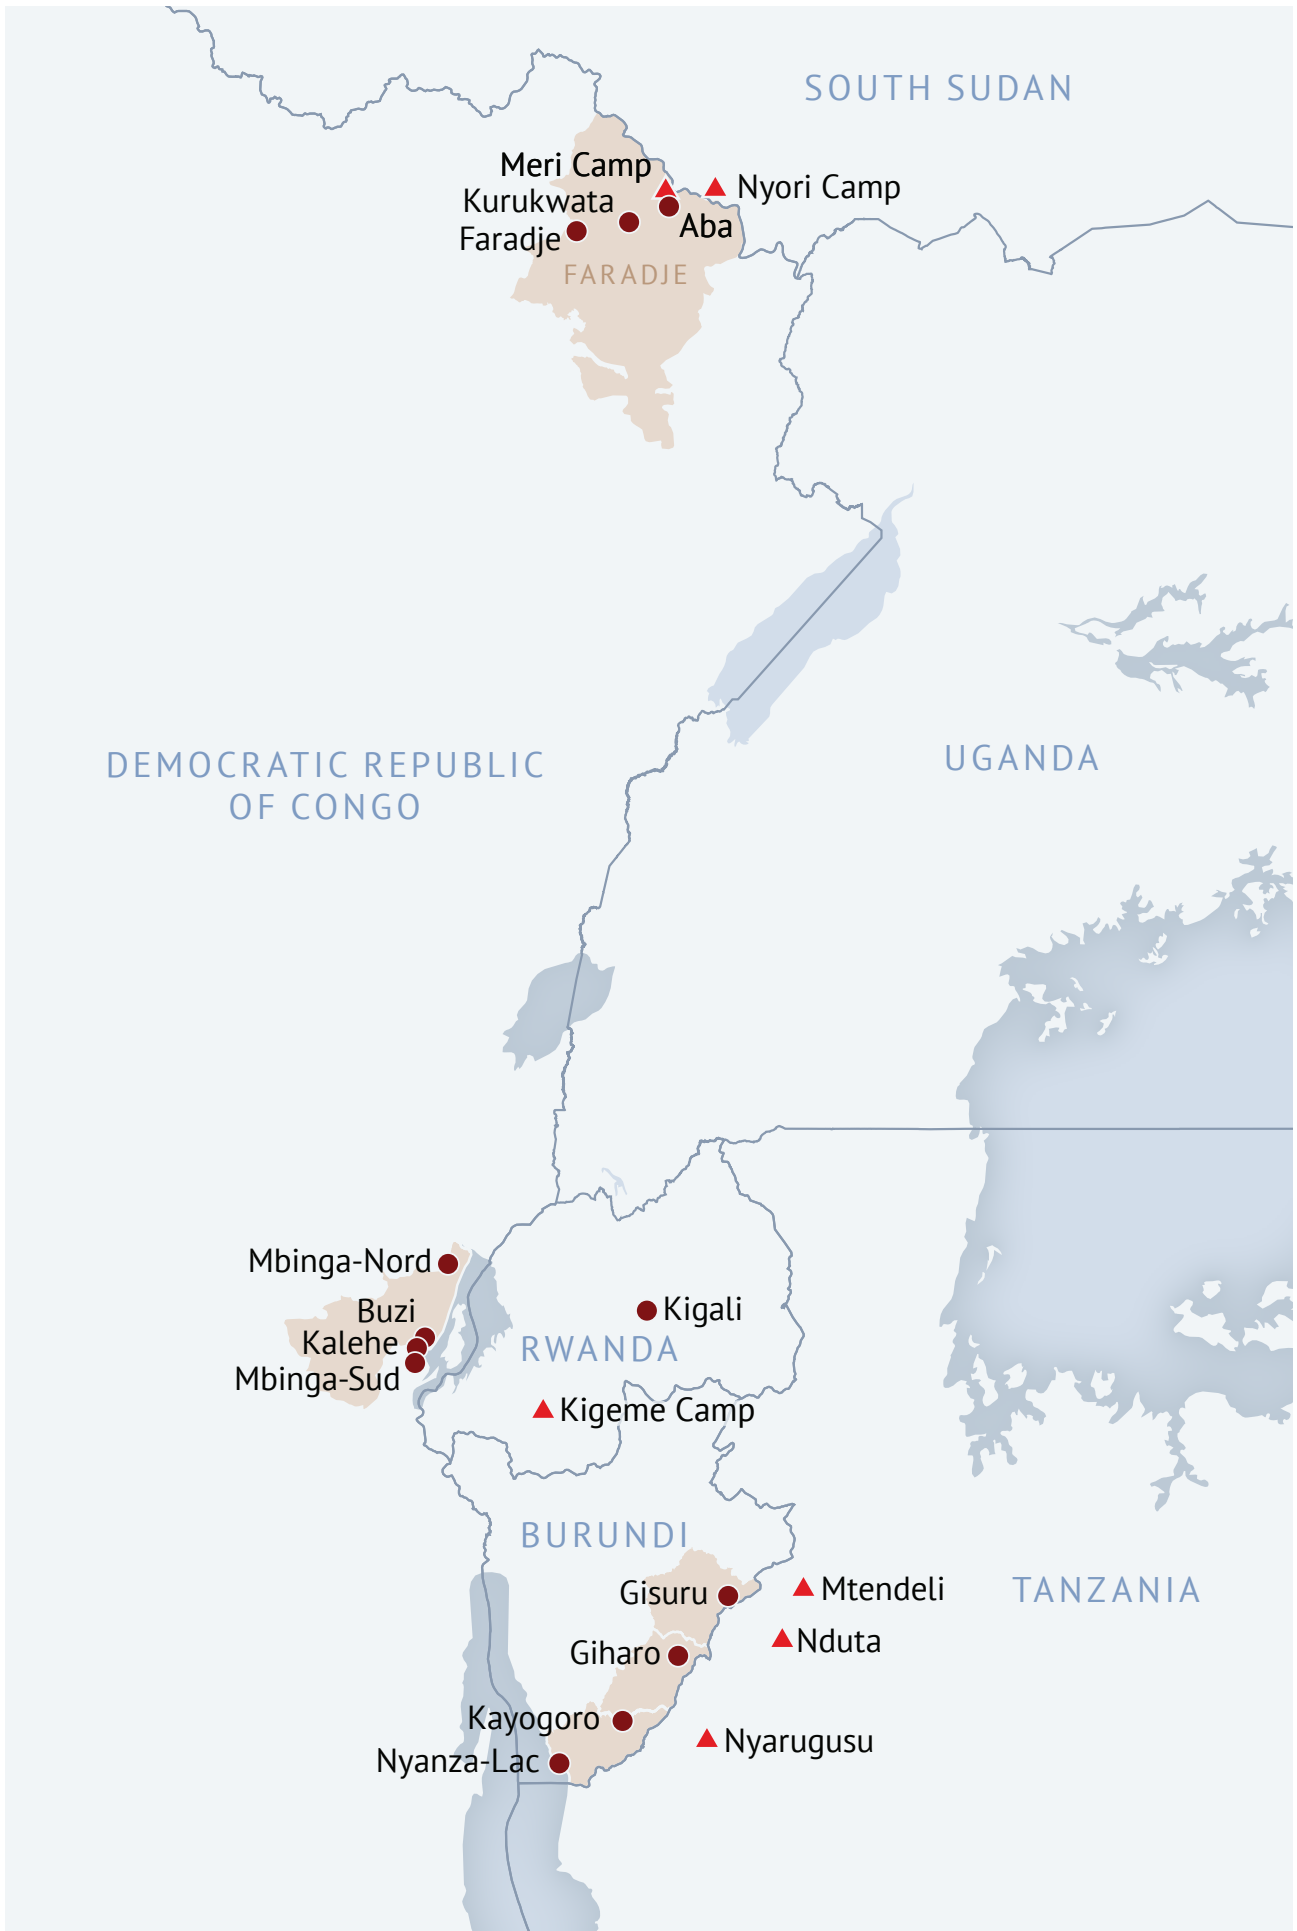 SOUTH SUDAN
Meri Camp
Nyori Camp
Kurukwata
Aba
Faradje
FARADJE
DEMOCRATIC REPUBLIC
OF CONGO
UGANDA
Mbinga-Nord
Buzi
Kigali
Kalehe
RWANDA
Mbinga-Sud
Kigeme Camp
BURUNDI
Gisuru
Mtendeli
TANZANIA
Nduta
Giharo
Kayogoro
Nyarugusu
Nyanza-Lac